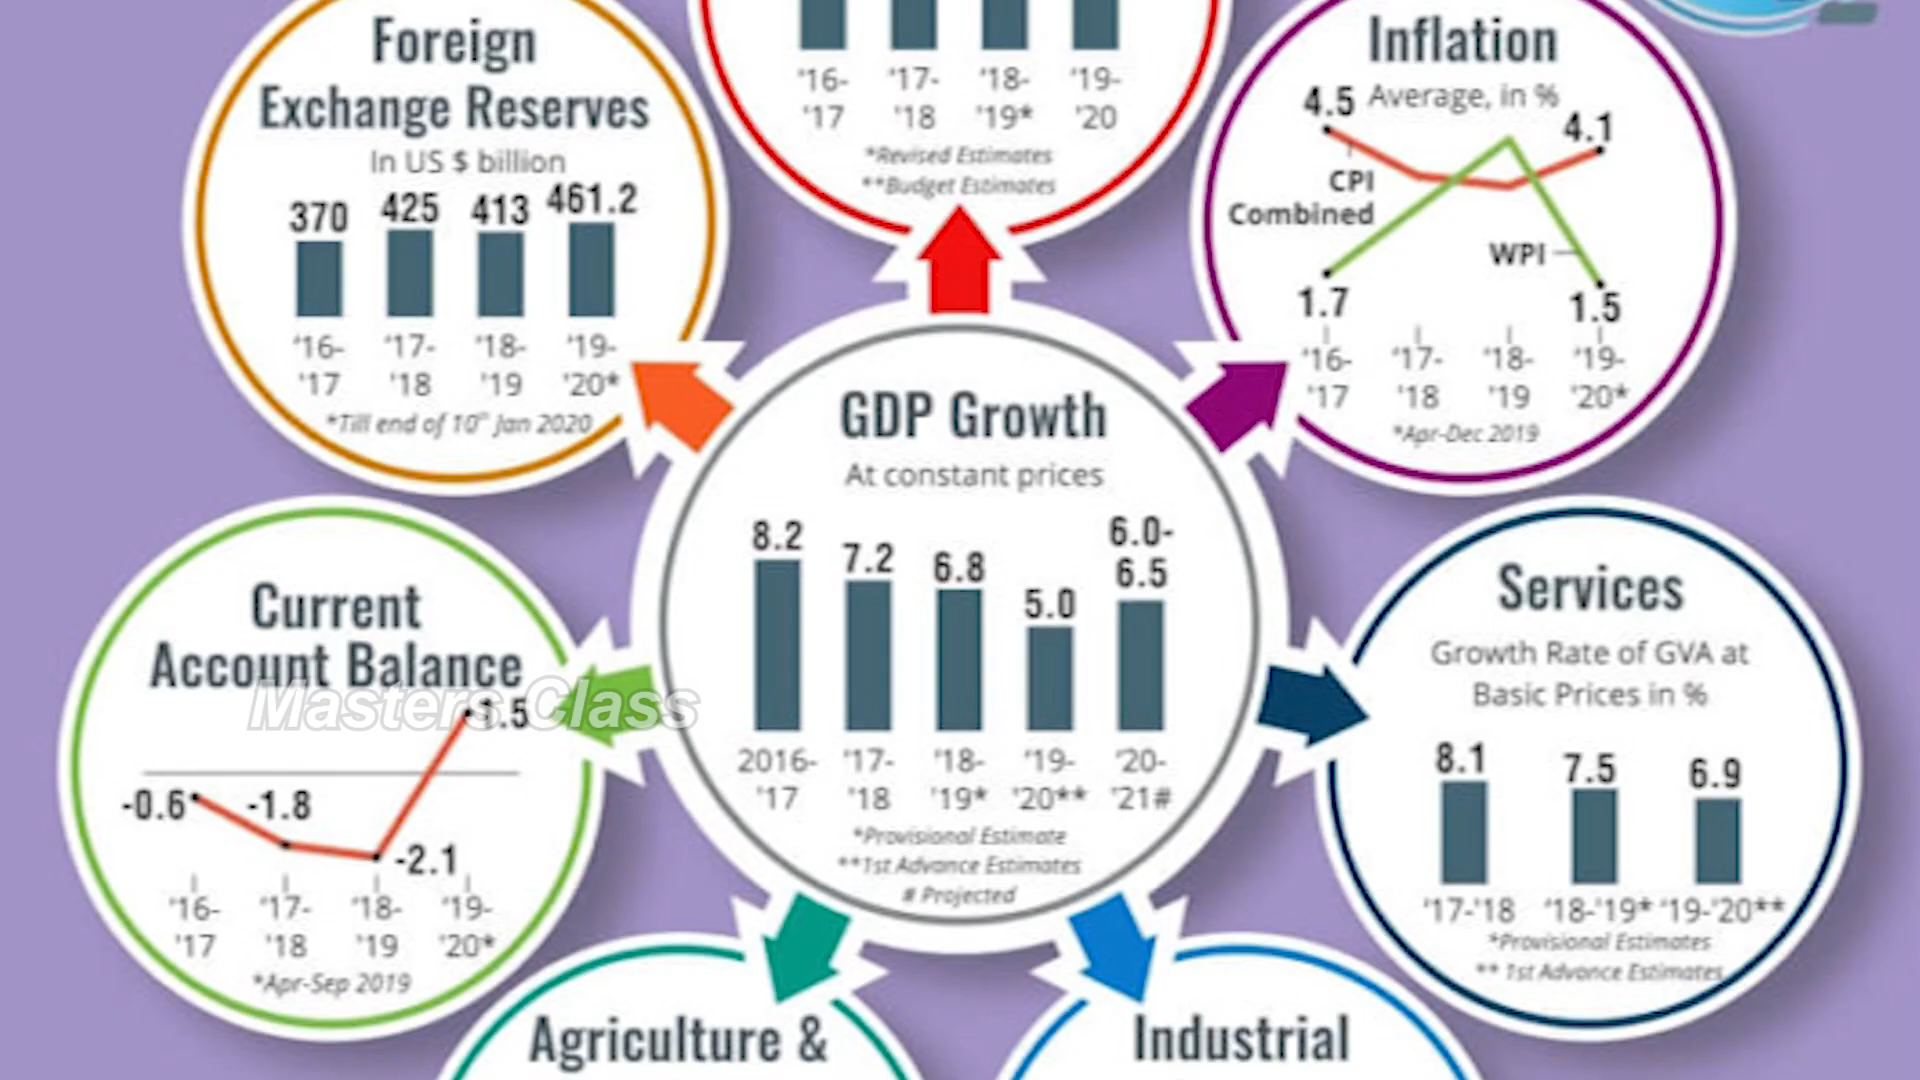 Foreign
Exchange Reserves
In US $ billion
370 425 413 461.2
'16- '17- '18- '19-
'17 '18 '19 '20*
*Till end of 10th Jan 2020
'16- '17- '18- '19-
'17 '18 '19* '20
*Revised Estimates
**Budget Estimates
Inflation
Average, in %
4.5
4.1
CPI
Combined
WPI
1.7
1.5
'16- '17- '18- '19-
'17 '18 '19 '20*
*Apr-Dec 2019
GDP Growth
At constant prices
8.2 7.2 6.8 5.0 6.0-
6.5
2016- '17- '18- '19- '20-
'17 '18 '19* '20** '21#
*Provisional Estimate
**1st Advance Estimates
# Projected
Current
Account Balance
Masters Class
1.5
-0.6 -1.8
-2.1
'16- '17- '18- '19-
'17 '18 '19 '20*
*Apr-Sep 2019
Services
Growth Rate of GVA at
Basic Prices in %
8.1 7.5 6.9
'17-'18 '18-'19* '19-'20**
*Provisional Estimates
** 1st Advance Estimates
Agriculture &
Industrial